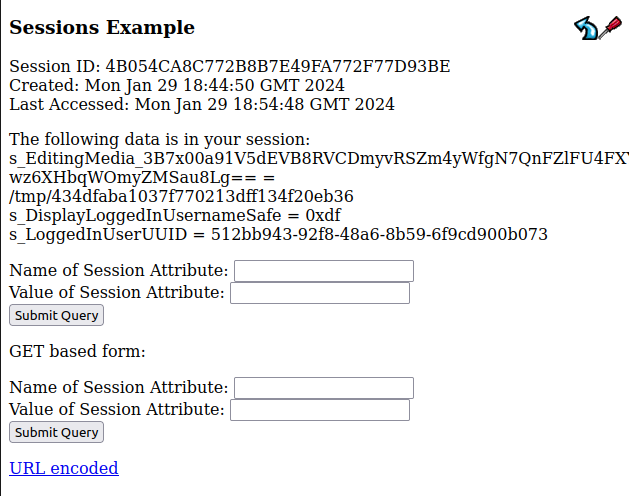 Sessions Example
Session ID: 4B054CA8C772B8B7E49FA772F77D93BE
Created: Mon Jan 29 18:44:50 GMT 2024
Last Accessed: Mon Jan 29 18:54:48 GMT 2024
The following data is in your session:
s_EditingMedia_3B7x00a91V5dEVB8RVCDmyvRSZm4yWfgN7QnFZlFU4FXY
wz6XHbqWOmyZMSau8Lg== =
/tmp/434dfaba1037f770213dff134f20eb36
s_DisplayLoggedInUsernameSafe = 0xdf
s_LoggedInUserUUID = 512bb943-92f8-48a6-8b59-6f9cd900b073
Name of Session Attribute:
Value of Session Attribute:
Submit Query
GET based form:
Name of Session Attribute:
Value of Session Attribute:
Submit Query
URL encoded